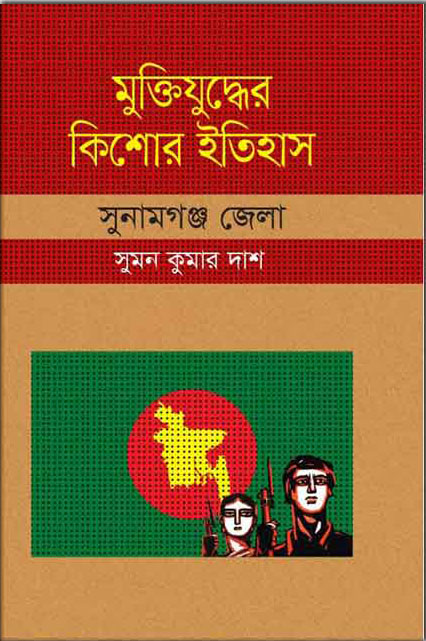 মুক্তিযুদ্ধের
কিশোর ইতিহাস
সুনামগঞ্জ জেলা
সুমন কুমার দাশ